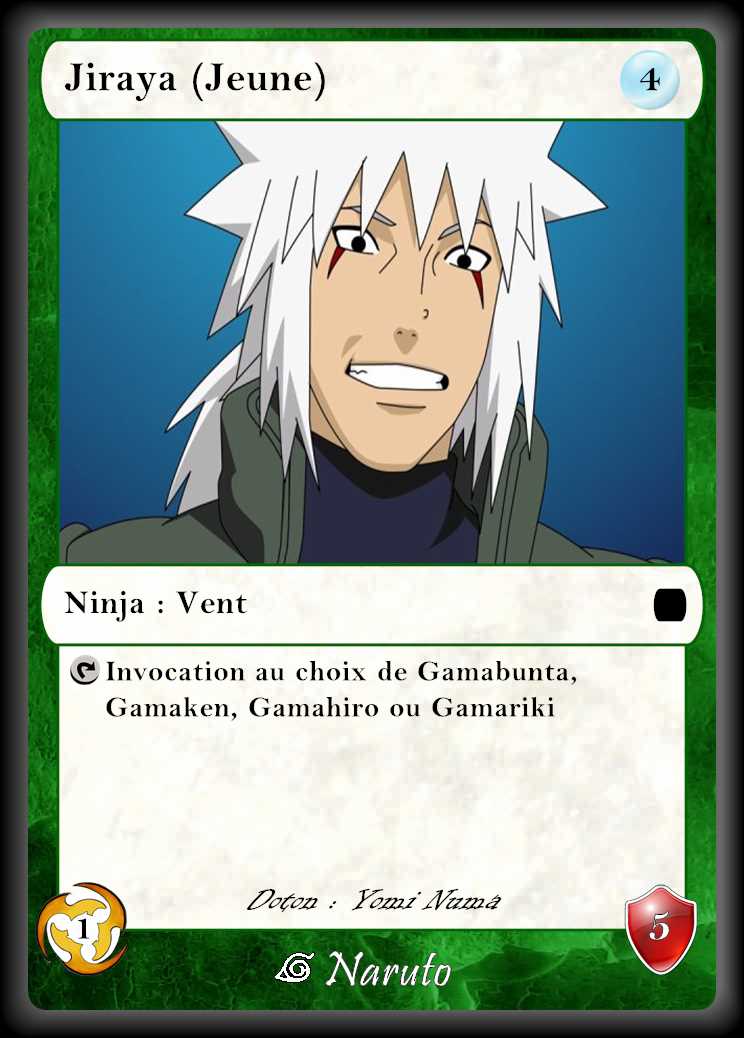 Jiraya (Jeune)
4
Ninja : Vent
Invocation au choix de Gamabunta,
Gamaken, Gamahiro ou Gamariki
Doton : Yomi Numa
1
5
Naruto